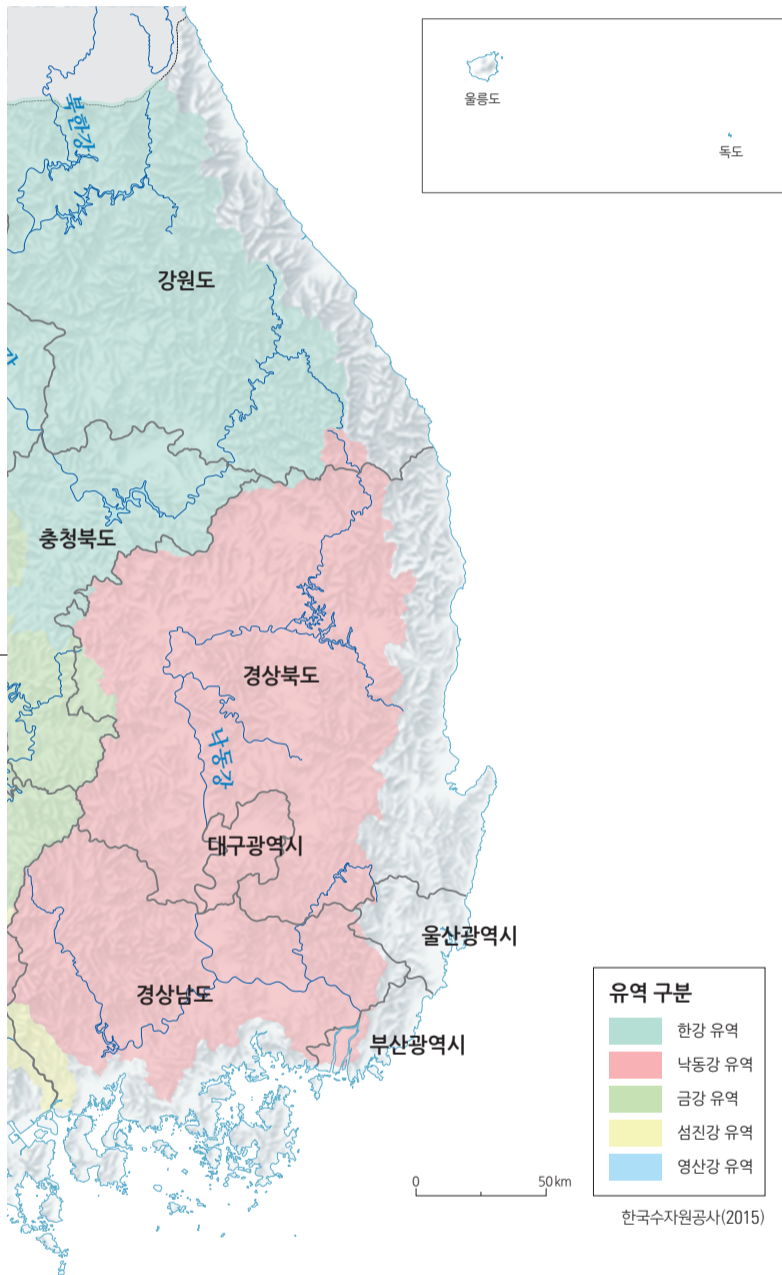 울릉도
독도
북한강
강원도
충청북도
경상북도
낙동강
대구광역시
울산광역시
경상남도
부산광역시
유역 구분
한강 유역
낙동강 유역
금강 유역
섬진강 유역
영산강 유역
0 50km
한국수자원공사(2015)